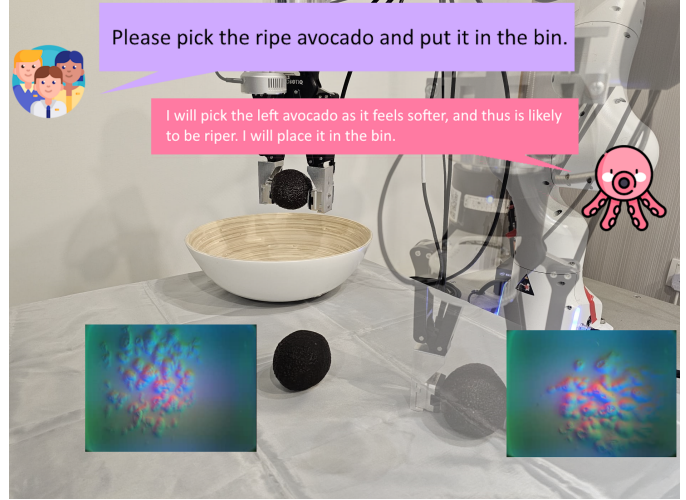 Please pick the ripe avocado and put it in the bin.
I will pick the left avocado as it feels softer, and thus is likely
to be riper. I will place it in the bin.